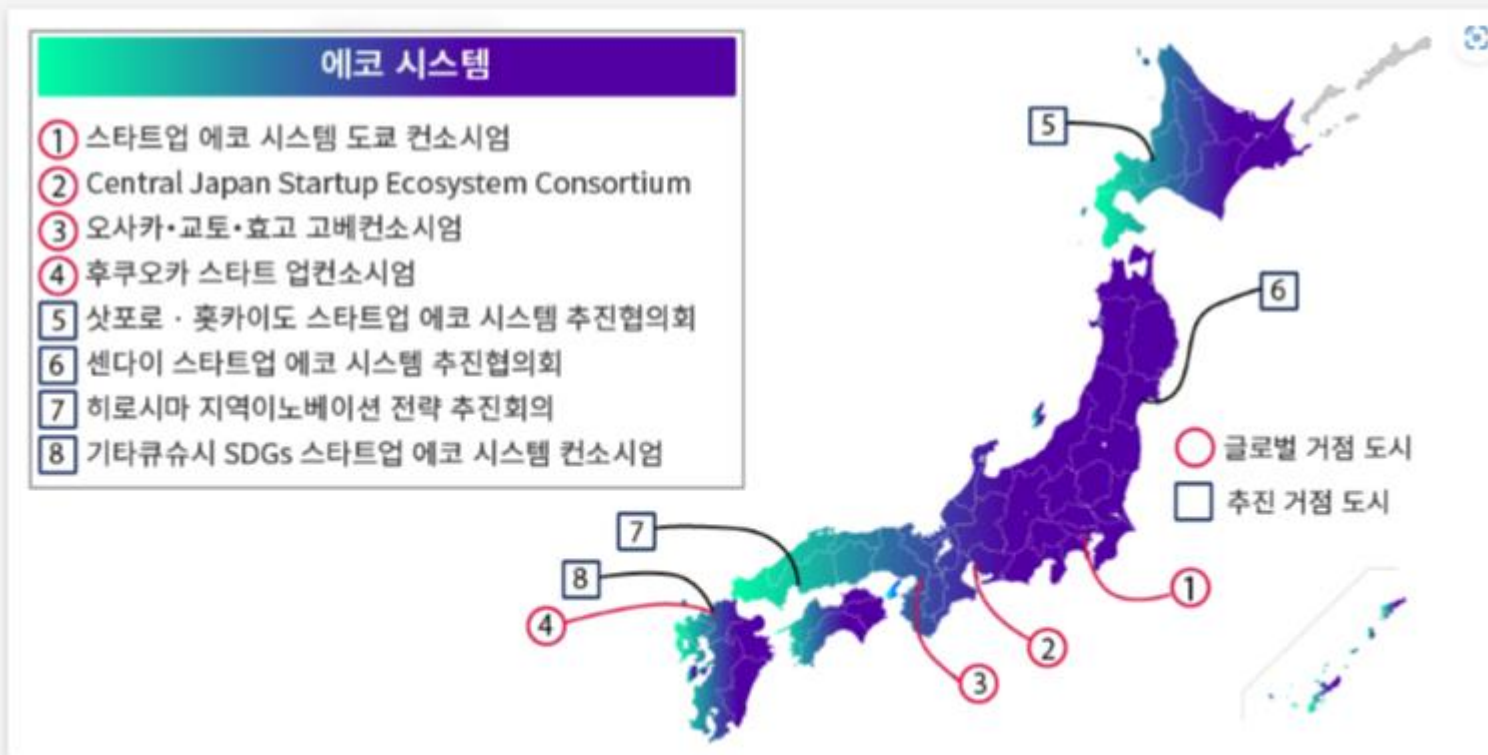 에코 시스템
① 스타트업 에코 시스템 도쿄 컨소시엄
② Central Japan Startup Ecosystem Consortium
③ 오사카•교토•효고 고베컨소시엄
④ 후쿠오카 스타트 업컨소시엄
5 삿포로 · 홋카이도 스타트업 에코 시스템 추진협의회
6 센다이 스타트업 에코 시스템 추진협의회
7 히로시마 지역이노베이션 전략 추진회의
8 기타큐슈시 SDGs 스타트업 에코 시스템 컨소시엄
5
6
글로벌 거점 도시
추진 거점 도시
7
8
④
①
②
③